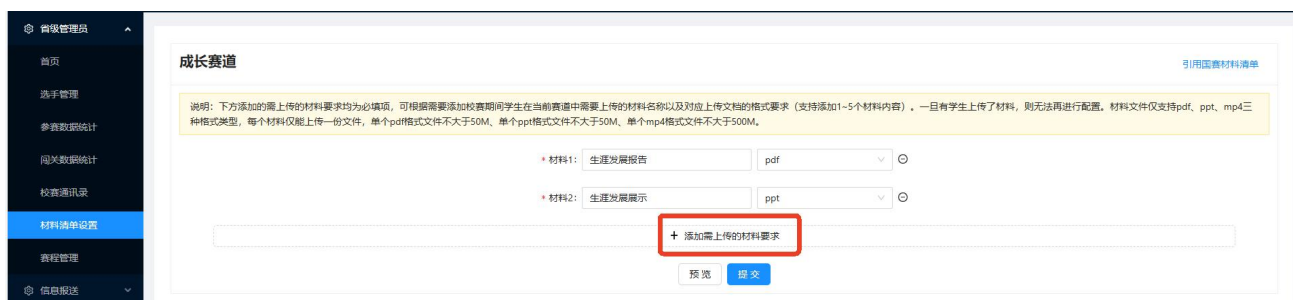 省级管理员
首页
选手管理
参赛数据统计
闯关数据统计
校赛通讯录
材料清单设置
赛程管理
信息报送
成长赛道
引用国赛材料清单
说明：下方添加的需上传的材料要求均为必填项，可根据需要添加校赛期间学生在当前赛道中需要上传的材料名称以及对应上传文档的格式要求（支持添加1~5个材料内容）。一旦有学生上传了材料，则无法再进行配置。材料文件仅支持pdf、ppt、mp4三
种格式类型，每个材料仅能上传一份文件，单个pdf格式文件不大于50M、单个ppt格式文件不大于50M、单个mp4格式文件不大于500M。
* 材料1： 生涯发展报告 pdf
* 材料2： 生涯发展展示 ppt
+ 添加需上传的材料要求
预 览 提 交